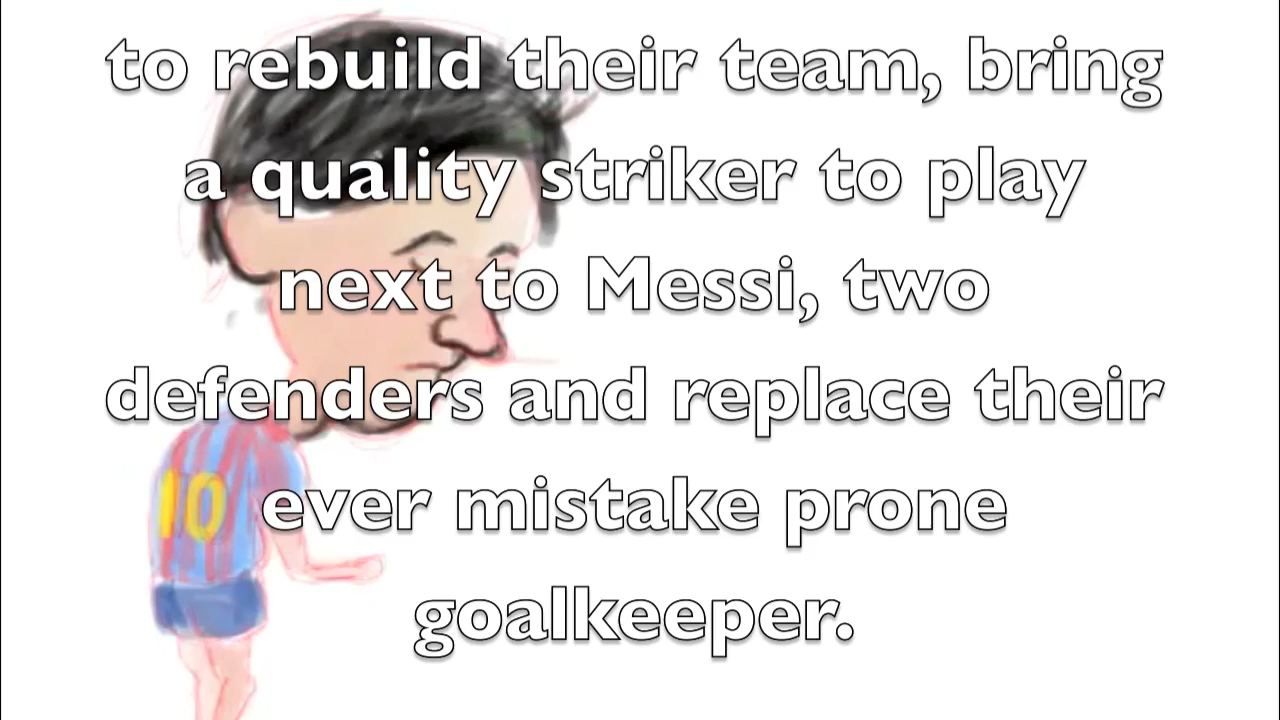 to rebuild their team, bring
a quality striker to play
next to Messi, two
defenders and replace their
ever mistake prone
goalkeeper.
10